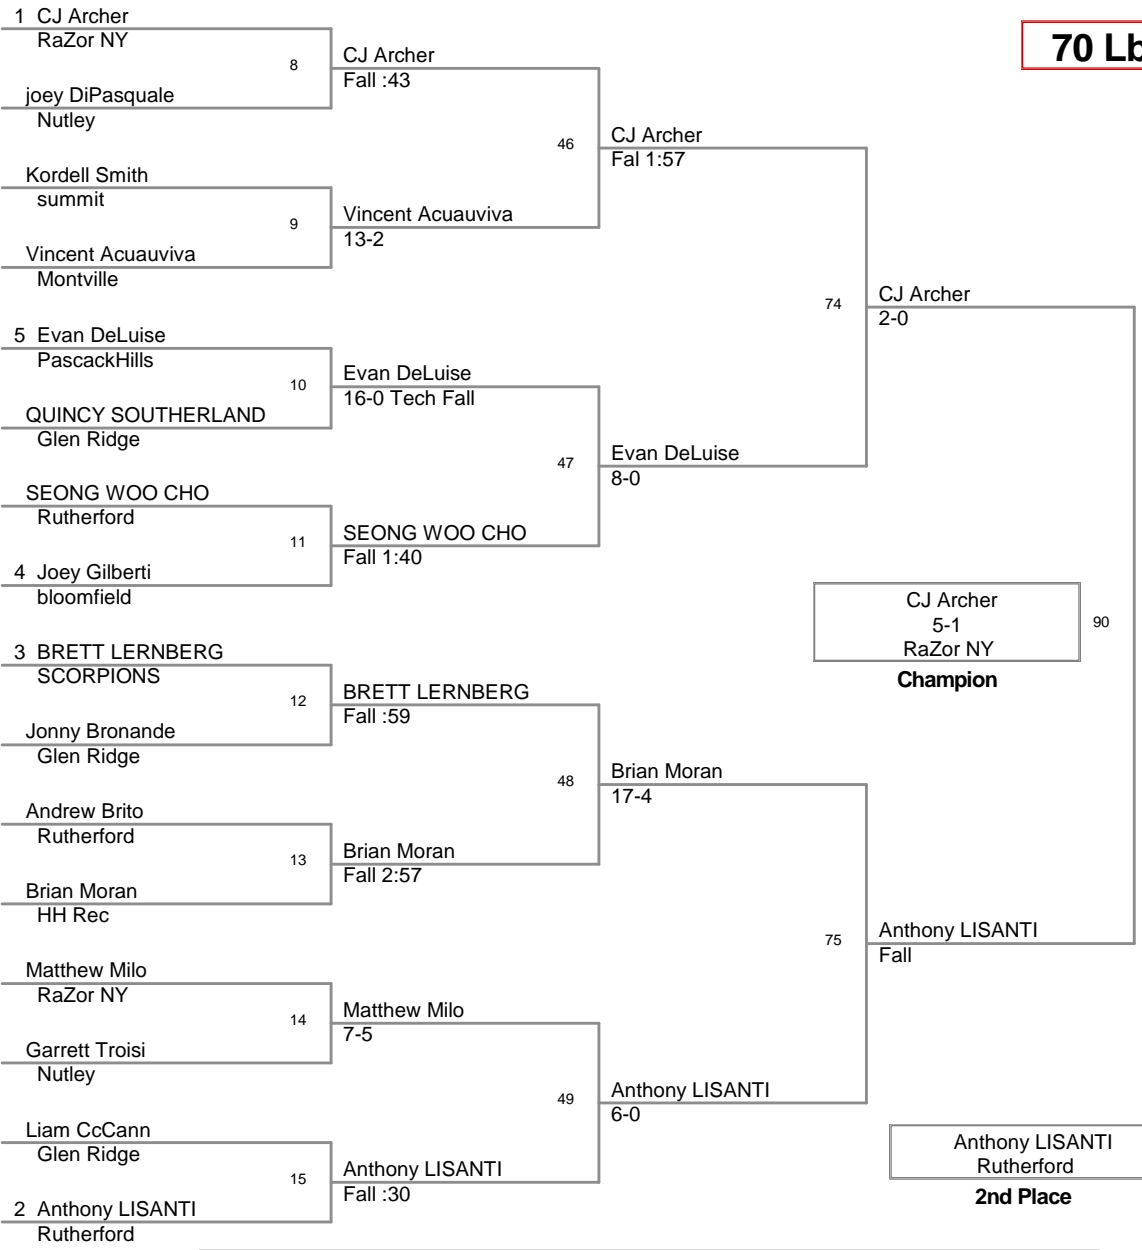 1 CJ Archer
RaZor NY
8
joey DiPasquale
Nutley
CJ Archer
Fall :43
70 Lb
46
CJ Archer
Fal 1:57
Kordell Smith
summit
9
Vincent Acuauviva
Montville
Vincent Acuauviva
13-2
74
CJ Archer
2-0
5 Evan DeLuise
PascackHills
10
QUINCY SOUTHERLAND
Glen Ridge
Evan DeLuise
16-0 Tech Fall
47
Evan DeLuise
8-0
SEONG WOO CHO
Rutherford
11
4 Joey Gilberti
bloomfield
SEONG WOO CHO
Fall 1:40
CJ Archer
5-1
RaZor NY
Champion
90
3 BRETT LERNBERG
SCORPIONS
12
Jonny Bronande
Glen Ridge
BRETT LERNBERG
Fall :59
48
Brian Moran
17-4
Andrew Brito
Rutherford
13
Brian Moran
HH Rec
Brian Moran
Fall 2:57
75
Anthony LISANTI
Fall
Matthew Milo
RaZor NY
14
Garrett Troisi
Nutley
Matthew Milo
7-5
49
Anthony LISANTI
6-0
Liam CcCann
Glen Ridge
15
2 Anthony LISANTI
Rutherford
Anthony LISANTI
Fall :30
Anthony LISANTI
Rutherford
2nd Place